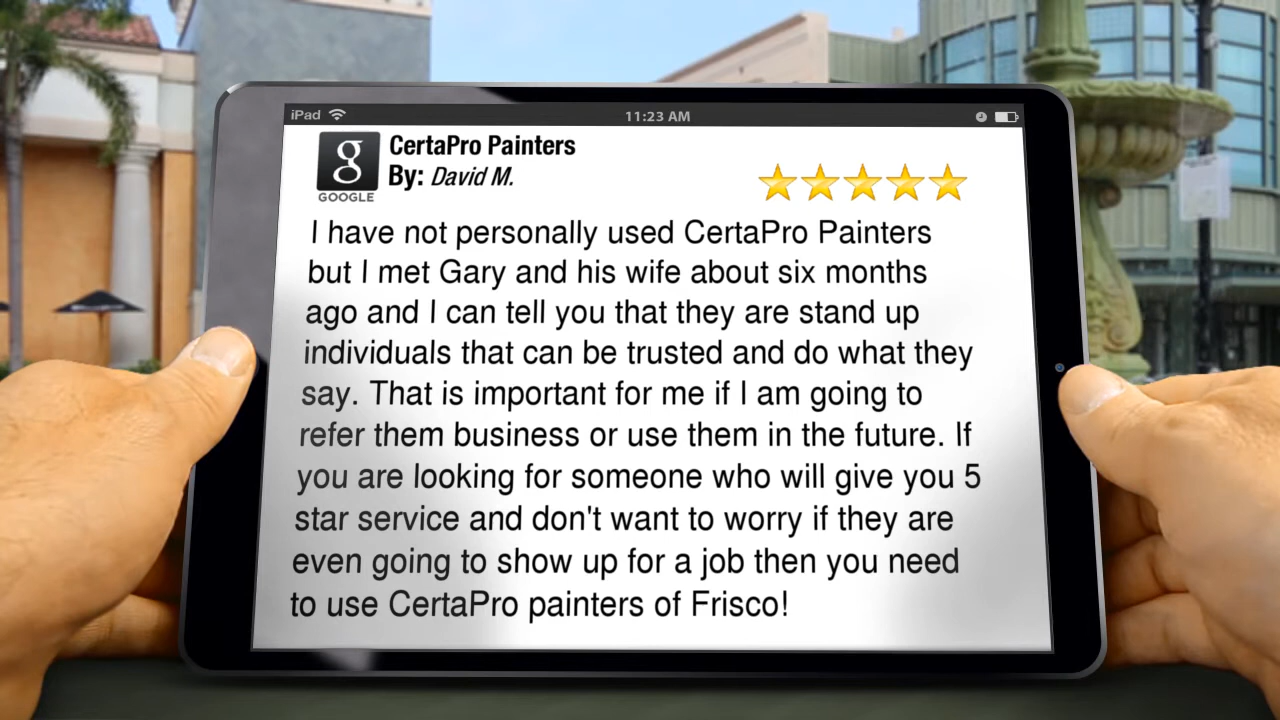 iPad
11:23 AM
g
GOOGLE
CertaPro Painters
By: David M.
I have not personally used CertaPro Painters
but I met Gary and his wife about six months
ago and I can tell you that they are stand up
individuals that can be trusted and do what they
say. That is important for me if I am going to
refer them business or use them in the future. If
you are looking for someone who will give you 5
star service and don't want to worry if they are
even going to show up for a job then you need
to use CertaPro painters of Frisco!